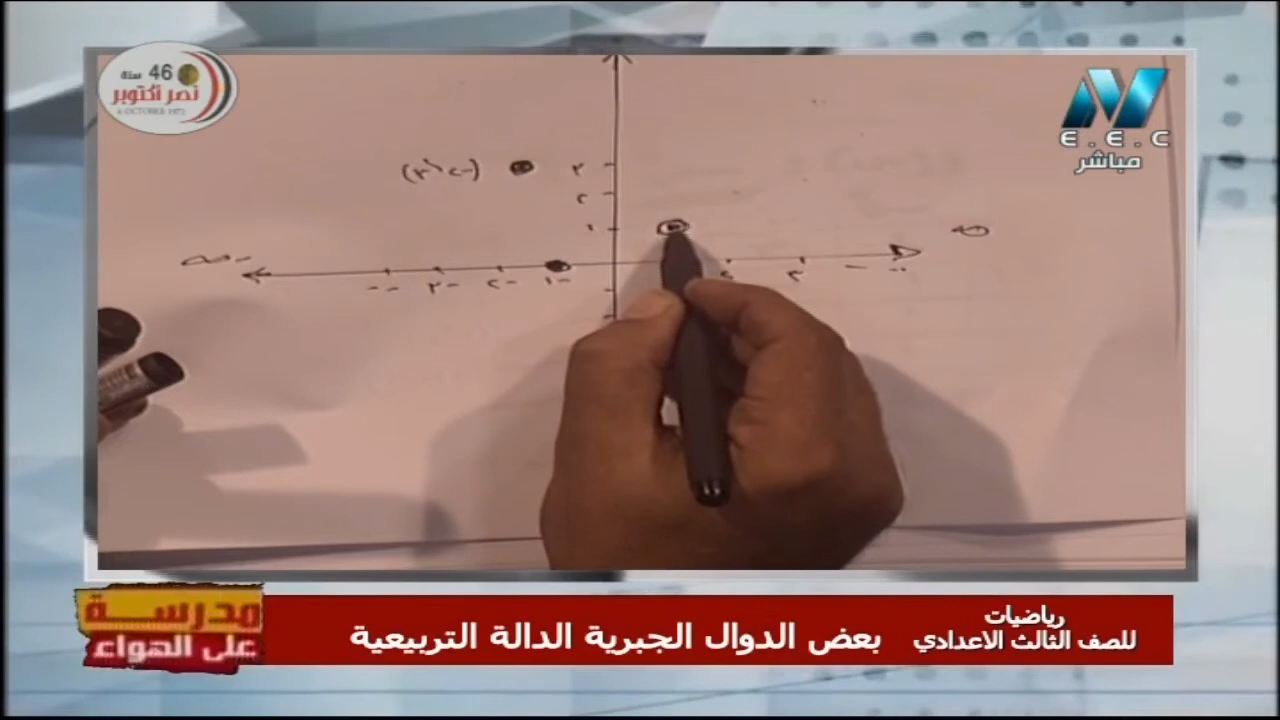 46 سنة
نصر أكتوبر
6 OCTOBER 1973
E.E.C
مباشر
(-٢، ٣)
٣
٢
١
-٣ -٢ -١
٣
رياضيات
للصف الثالث الاعدادي
بعض الدوال الجبرية الدالة التربيعية
مدرسة
على الهواء